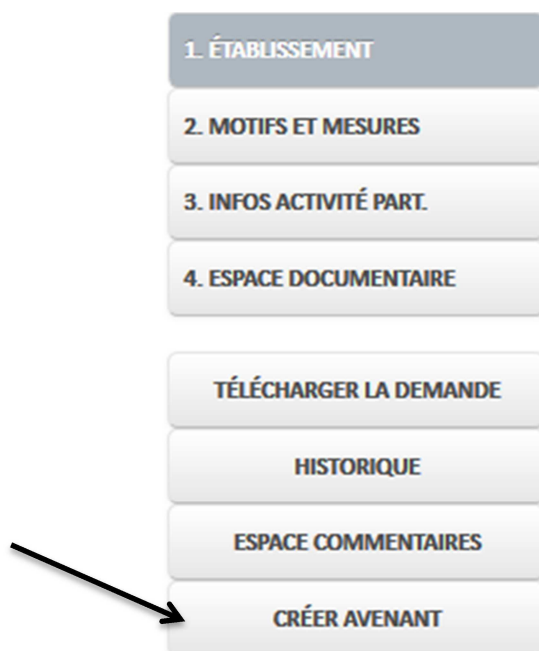 1. ÉTABLISSEMENT
2. MOTIFS ET MESURES
3. INFOS ACTIVITÉ PART.
4. ESPACE DOCUMENTAIRE
TÉLÉCHARGER LA DEMANDE
HISTORIQUE
ESPACE COMMENTAIRES
CRÉER AVENANT